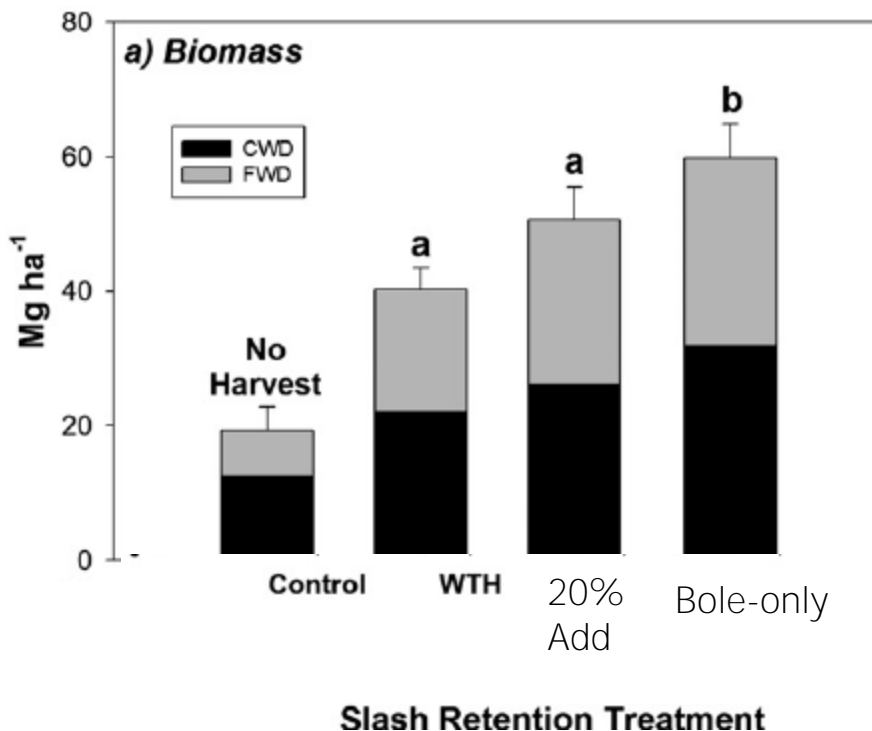 80
a) Biomass
b
CWD
FWD
60
a
a
Mg ha⁻¹
40
No
Harvest
20
0
Control
WTH
20%
Add
Bole-only
Slash Retention Treatment